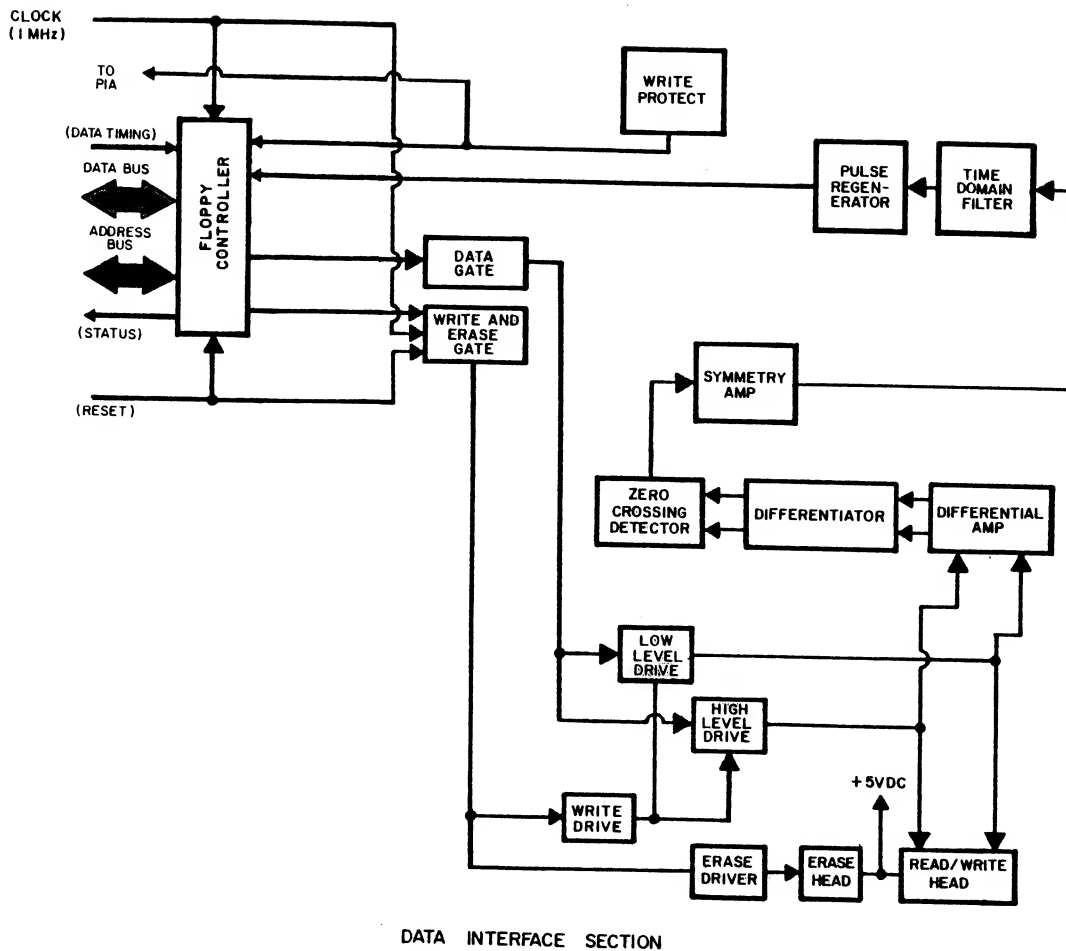 CLOCK
(1 MHz)
TO
PIA
WRITE
PROTECT
(DATA TIMING)
DATA BUS
ADDRESS
BUS
(STATUS)
(RESET)
FLOPPY
CONTROLLER
PULSE
REGEN-
ERATOR
TIME
DOMAIN
FILTER
DATA
GATE
WRITE AND
ERASE
GATE
SYMMETRY
AMP
ZERO
CROSSING
DETECTOR
DIFFERENTIATOR
DIFFERENTIAL
AMP
LOW
LEVEL
DRIVE
HIGH
LEVEL
DRIVE
+5VDC
WRITE
DRIVE
ERASE
DRIVER
ERASE
HEAD
READ/WRITE
HEAD
DATA INTERFACE SECTION